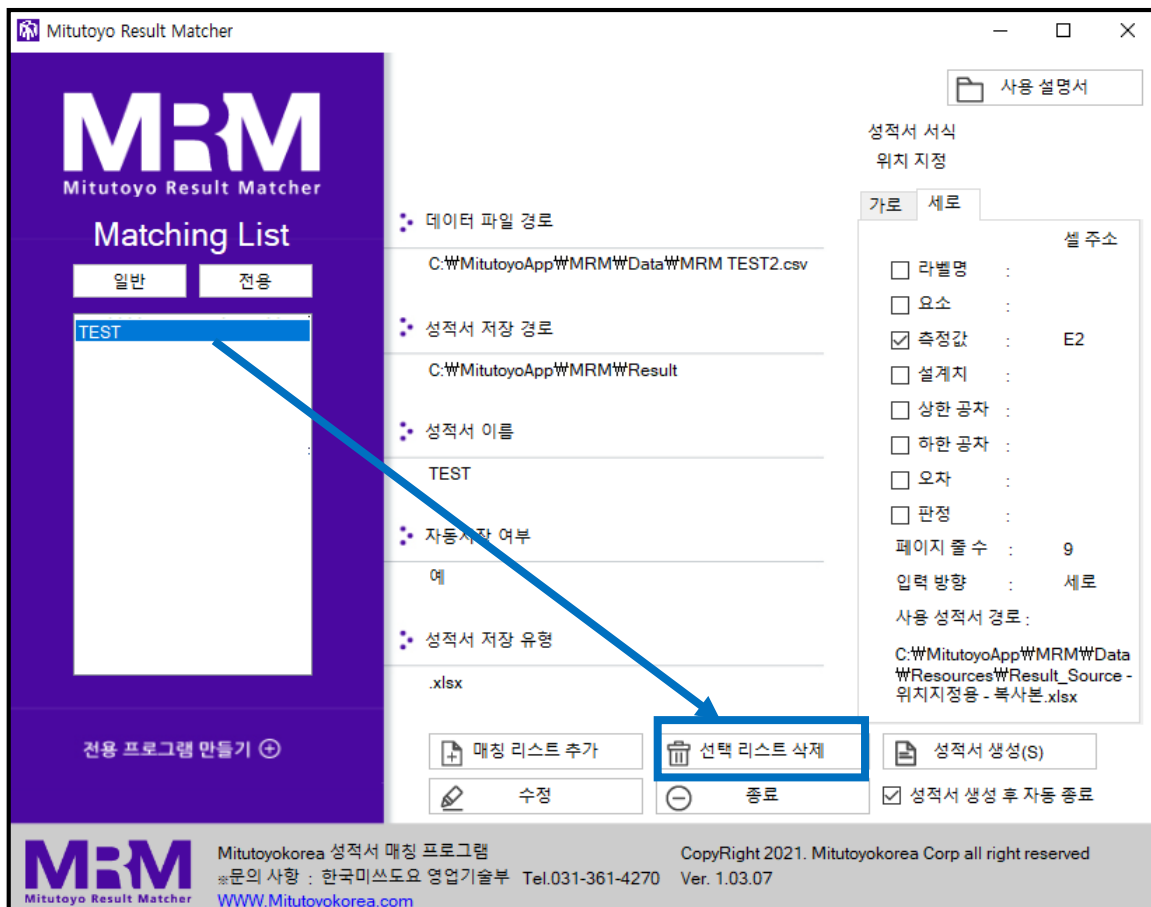 Mitutoyo Result Matcher
사용 설명서
MRM
Mitutoyo Result Matcher
Matching List
일반
전용
TEST
전용 프로그램 만들기
데이터 파일 경로
C:₩MitutoyoApp₩MRM₩Data₩MRM TEST2.csv
성적서 저장 경로
C:₩MitutoyoApp₩MRM₩Result
성적서 이름
TEST
자동저장 여부
예
성적서 저장 유형
.xlsx
성적서 서식
위치 지정
가로 세로
셀 주소
라벨명 :
요소 :
측정값 : E2
설계치 :
상한 공차 :
하한 공차 :
오차 :
판정 :
페이지 줄 수 : 9
입력 방향 : 세로
사용 성적서 경로 :
C:₩MitutoyoApp₩MRM₩Data
₩Resources₩Result_Source -
위치지정용 - 복사본.xlsx
매칭 리스트 추가
선택 리스트 삭제
성적서 생성(S)
수정
종료
성적서 생성 후 자동 종료
MRM
Mitutoyo Result Matcher
Mitutoyokorea 성적서 매칭 프로그램
※문의 사항 : 한국미쓰도요 영업기술부 Tel.031-361-4270
WWW.Mitutoyokorea.com
CopyRight 2021. Mitutoyokorea Corp all right reserved
Ver. 1.03.07